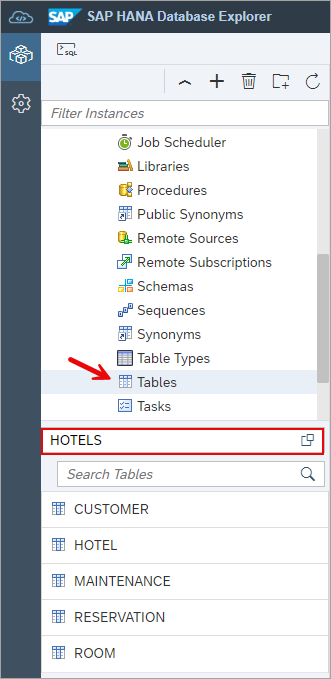 SAP SAP HANA Database Explorer
SQL
Filter Instances
Job Scheduler
Libraries
Procedures
Public Synonyms
Remote Sources
Remote Subscriptions
Schemas
Sequences
Synonyms
Table Types
Tables
Tasks
HOTELS
Search Tables
CUSTOMER
HOTEL
MAINTENANCE
RESERVATION
ROOM